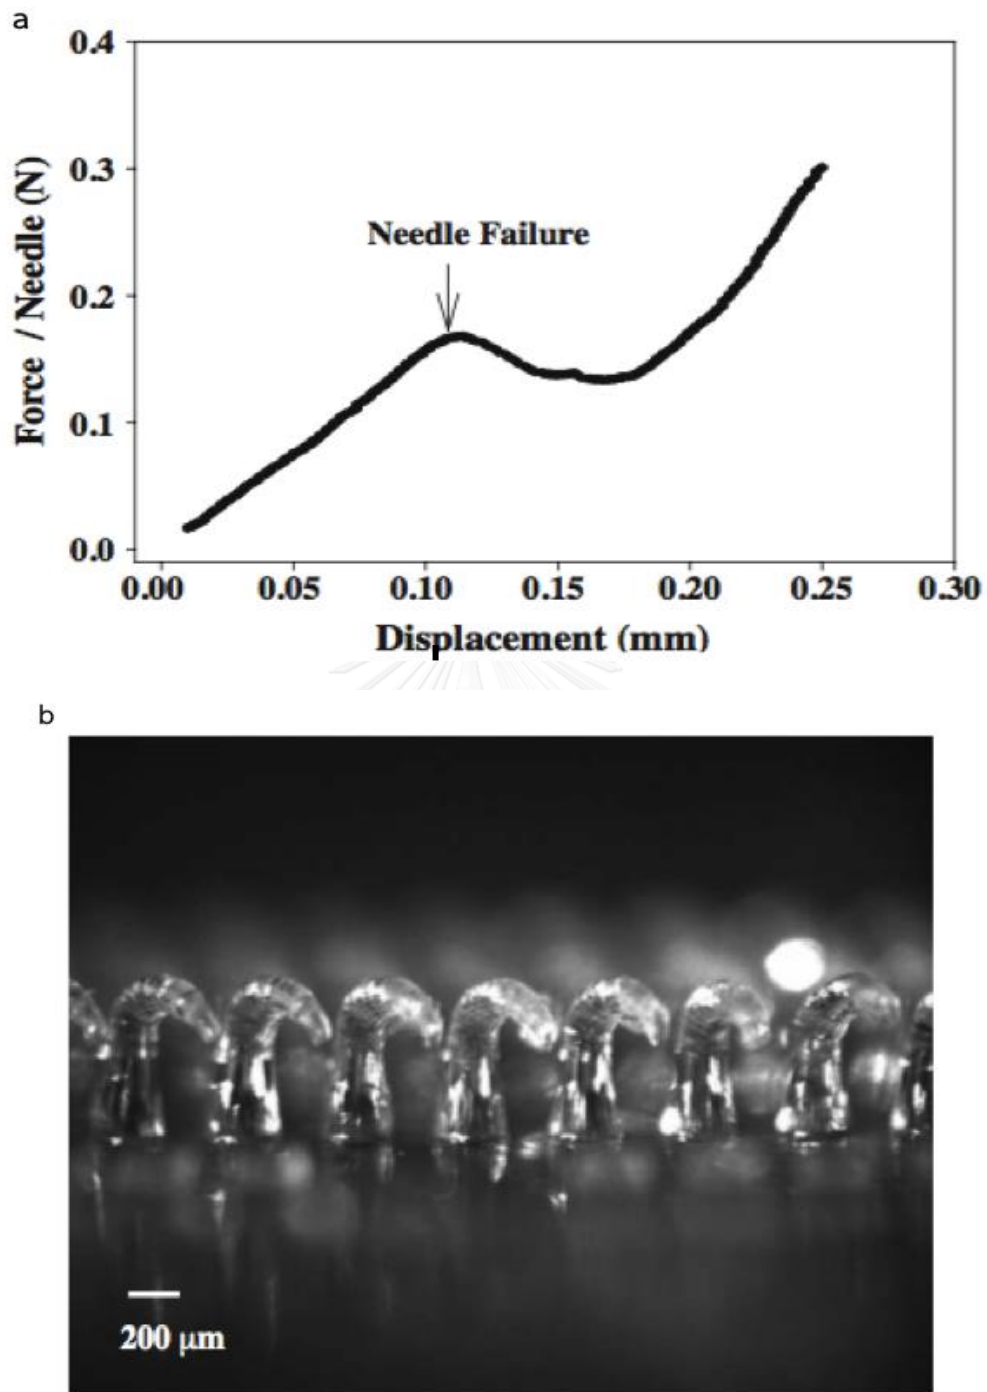 a
0.4
0.3
0.2
0.1
0.0
Force / Needle (N)
Needle Failure
0.00 0.05 0.10 0.15 0.20 0.25 0.30
Displacement (mm)
b
200 μm